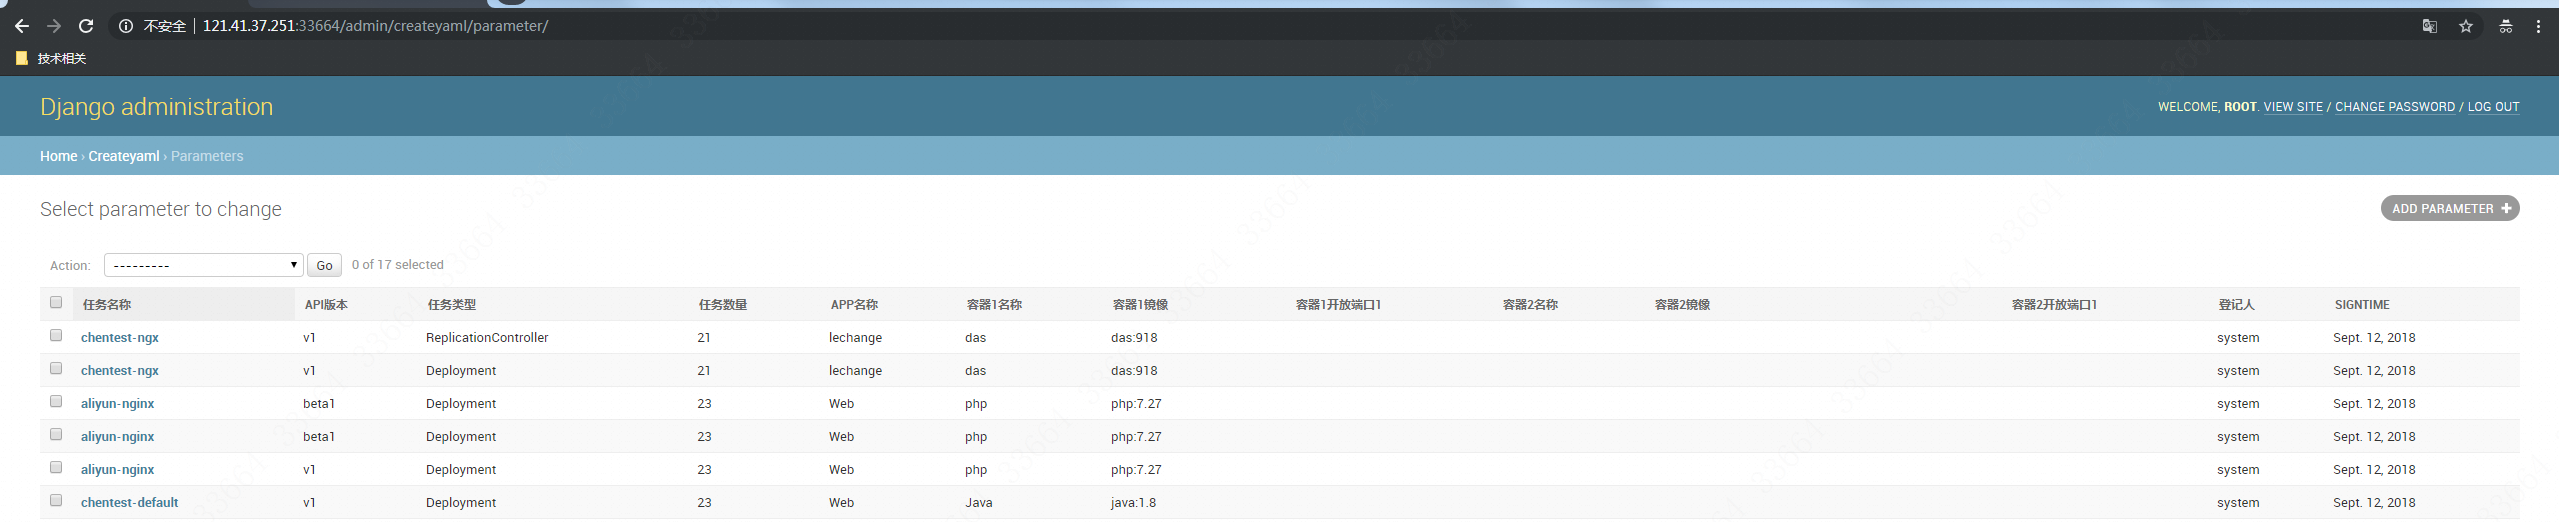 不安全 | 121.41.37.251:33664/admin/createyaml/parameter/
技术相关
Django administration
WELCOME, ROOT. VIEW SITE / CHANGE PASSWORD / LOG OUT
Home › Createyaml › Parameters
Select parameter to change
ADD PARAMETER +
Action: --------- Go 0 of 17 selected
任务名称 API版本 任务类型 任务数量 APP名称 容器1名称 容器1镜像 容器1开放端口1 容器2名称 容器2镜像 容器2开放端口1 登记人 SIGNTIME
chentest-ngx v1 ReplicationController 21 lechange das das:918 system Sept. 12, 2018
chentest-ngx v1 Deployment 21 lechange das das:918 system Sept. 12, 2018
aliyun-nginx beta1 Deployment 23 Web php php:7.27 system Sept. 12, 2018
aliyun-nginx beta1 Deployment 23 Web php php:7.27 system Sept. 12, 2018
aliyun-nginx v1 Deployment 23 Web php php:7.27 system Sept. 12, 2018
chentest-default v1 Deployment 23 Web Java java:1.8 system Sept. 12, 2018